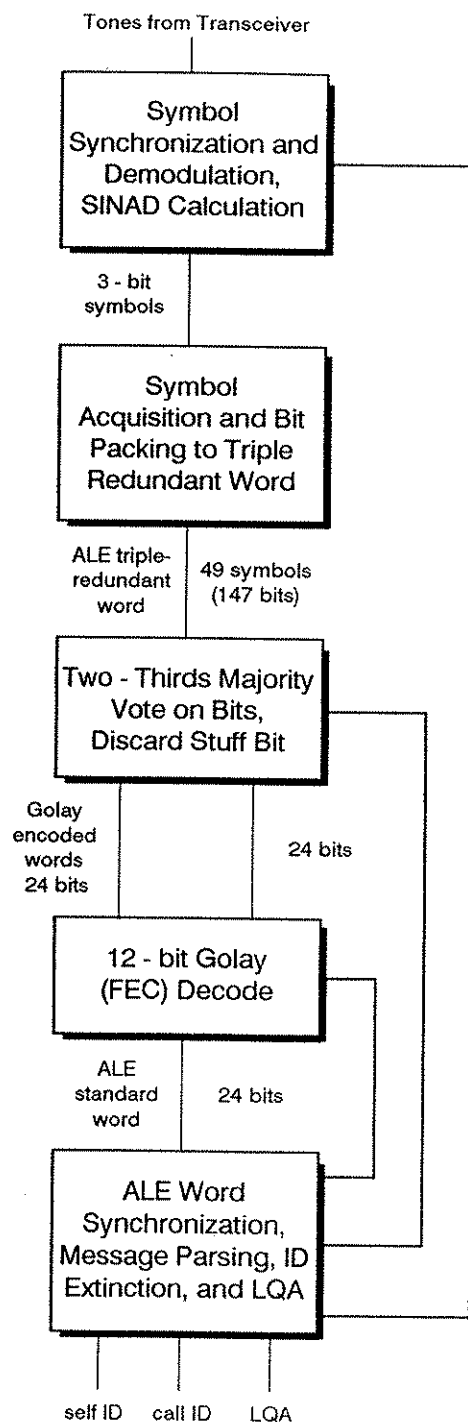 Tones from Transceiver
Symbol
Synchronization and
Demodulation,
SINAD Calculation
3 - bit
symbols
Symbol
Acquisition and Bit
Packing to Triple
Redundant Word
ALE triple-
redundant
word
49 symbols
(147 bits)
Two - Thirds Majority
Vote on Bits,
Discard Stuff Bit
Golay
encoded
words
24 bits
24 bits
12 - bit Golay
(FEC) Decode
ALE
standard
word
24 bits
ALE Word
Synchronization,
Message Parsing, ID
Extinction, and LQA
self ID
call ID
LQA